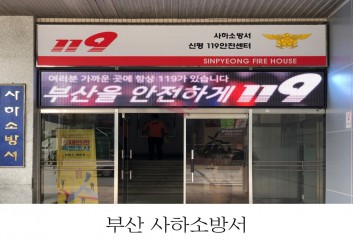 119
사하소방서
신평 119안전센터
SINPYEONG FIRE HOUSE
여러분 가까운 곳에 항상 119가 있습니다
부산을 안전하게 119
사하소방서
부산 사하소방서